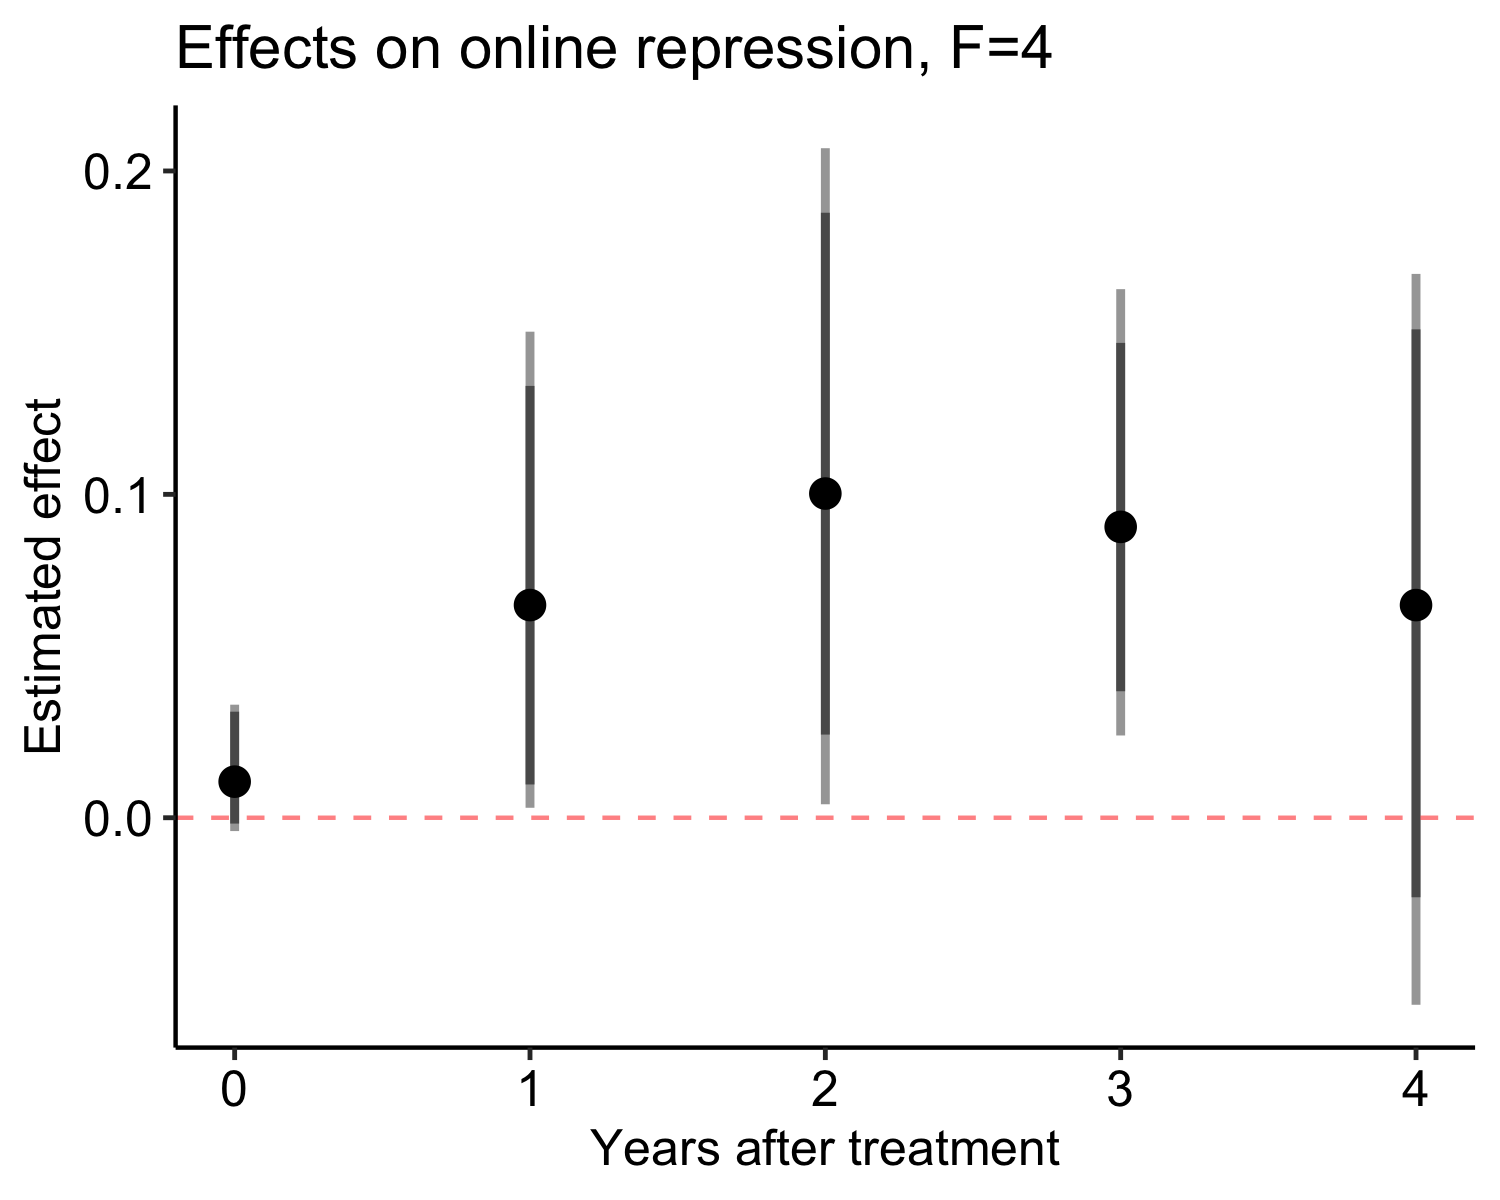 Effects on online repression, F=4
Estimated effect
0.2
0.1
0.0
0 1 2 3 4
Years after treatment